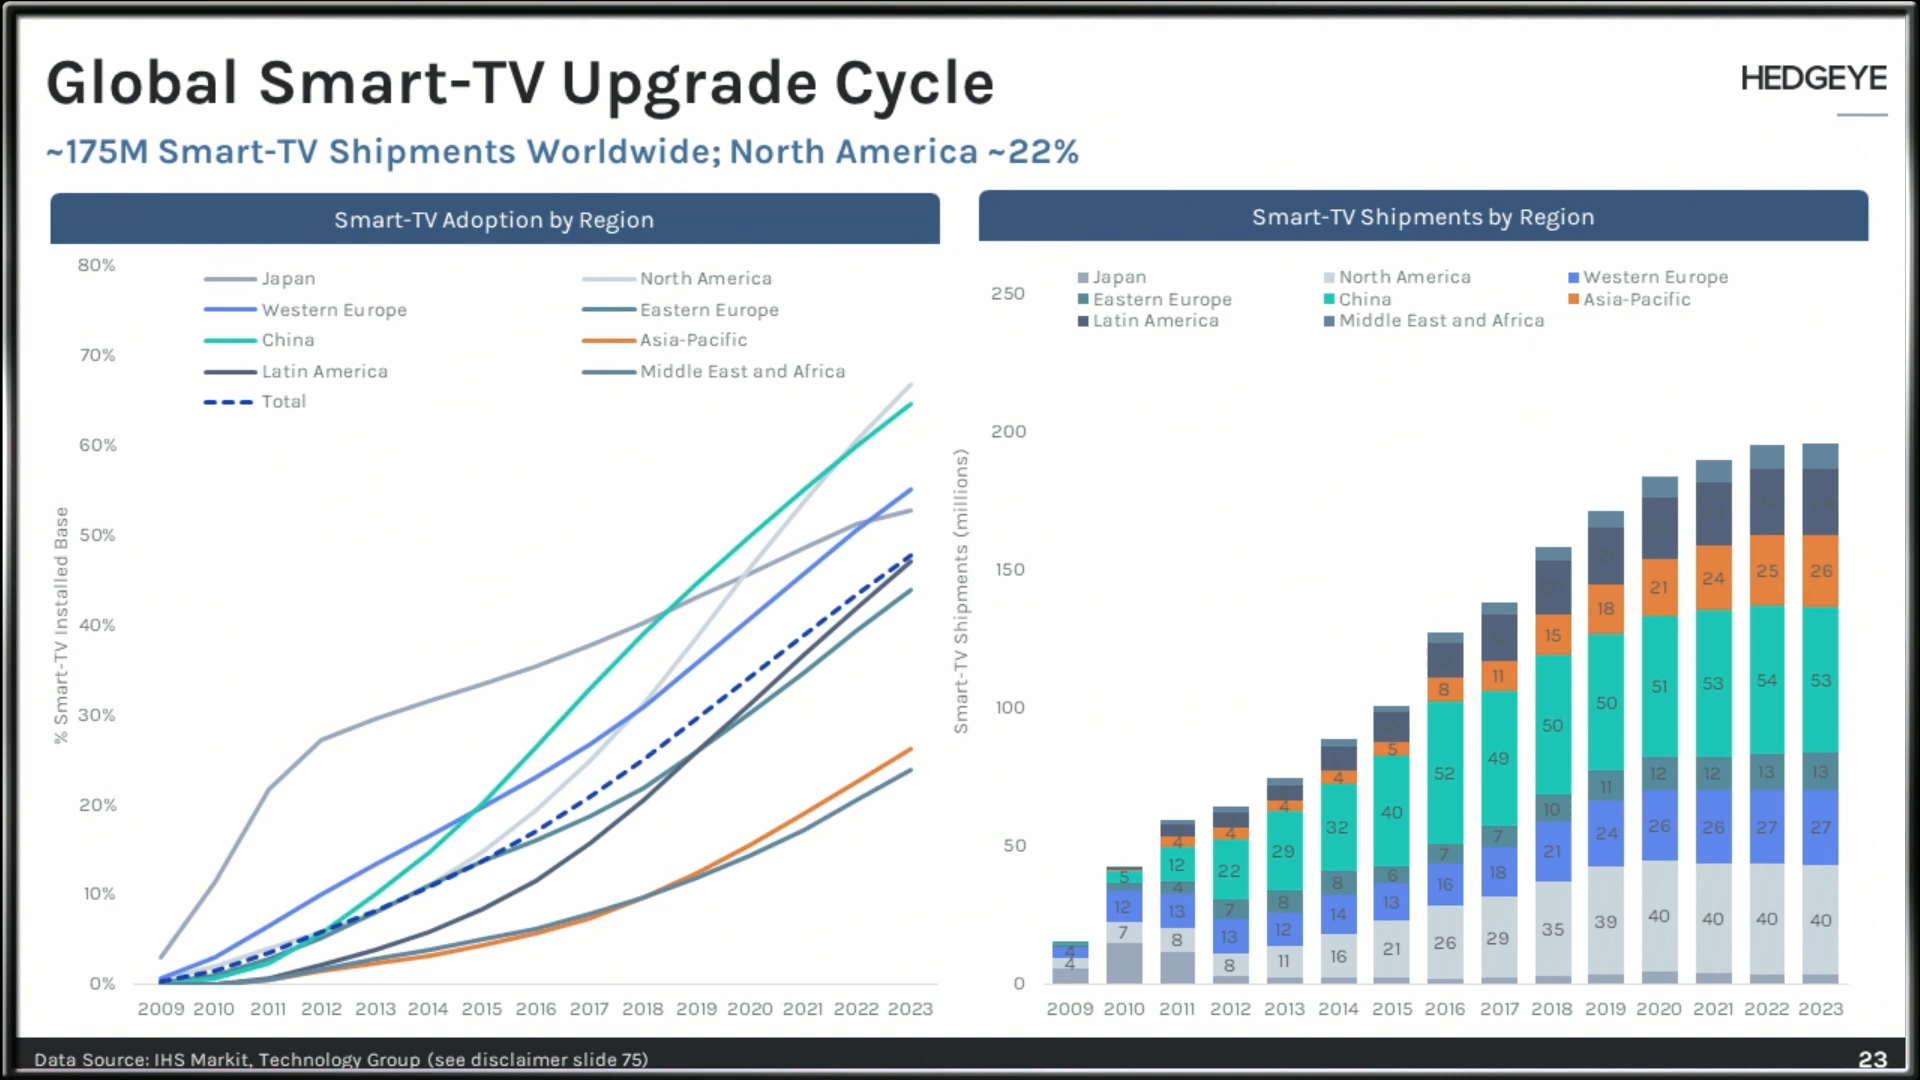 Global Smart-TV Upgrade Cycle
HEDGEYE
~175M Smart-TV Shipments Worldwide; North America ~22%
Smart-TV Adoption by Region
80%
70%
60%
50%
40%
30%
20%
10%
0%
% Smart-TV Installed Base
Japan North America
Western Europe Eastern Europe
China Asia-Pacific
Latin America Middle East and Africa
Total
2009 2010 2011 2012 2013 2014 2015 2016 2017 2018 2019 2020 2021 2022 2023
Smart-TV Shipments by Region
Japan North America Western Europe
Eastern Europe China Asia-Pacific
Latin America Middle East and Africa
250
200
150
100
50
0
Smart-TV Shipments (millions)
4 4
5 12 7
4 12 4 13 8
4 22 7 13 8
4 29 8 12 11
4 32 8 14 16
5 40 6 13 21
8 52 7 16 26
11 49 7 18 29
15 50 10 21 35
18 50 11 24 39
21 51 12 26 40
24 53 12 26 40
25 54 13 27 40
26 53 13 27 40
2009 2010 2011 2012 2013 2014 2015 2016 2017 2018 2019 2020 2021 2022 2023
Data Source: IHS Markit, Technology Group (see disclaimer slide 75)
23